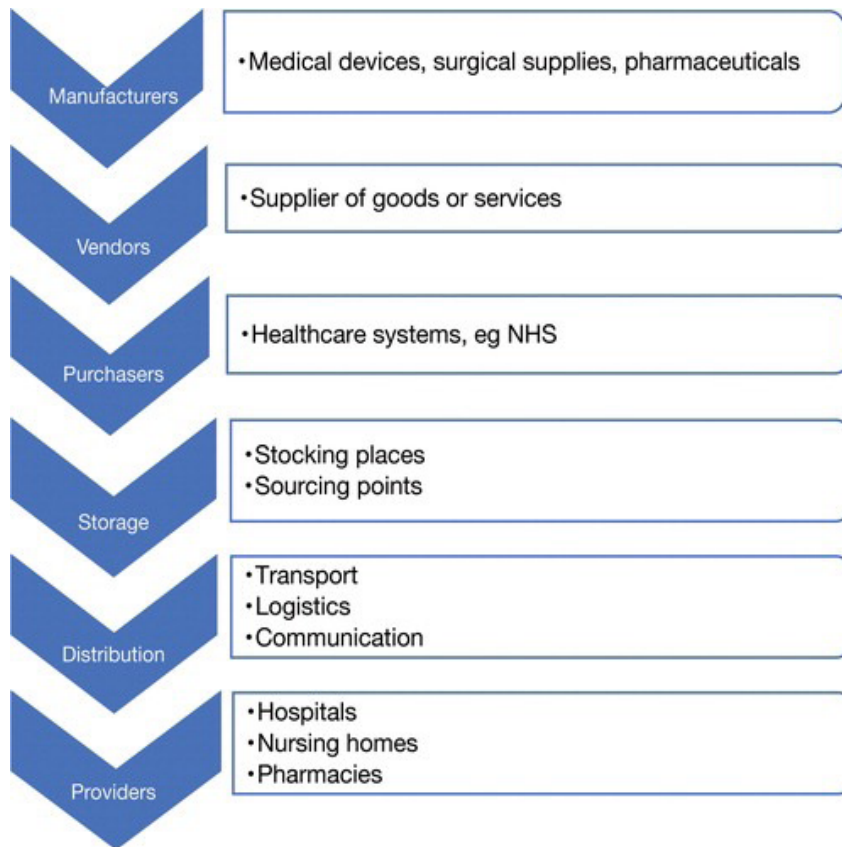 Manufacturers
•Medical devices, surgical supplies, pharmaceuticals
Vendors
•Supplier of goods or services
Purchasers
•Healthcare systems, eg NHS
Storage
•Stocking places
•Sourcing points
Distribution
•Transport
•Logistics
•Communication
Providers
•Hospitals
•Nursing homes
•Pharmacies